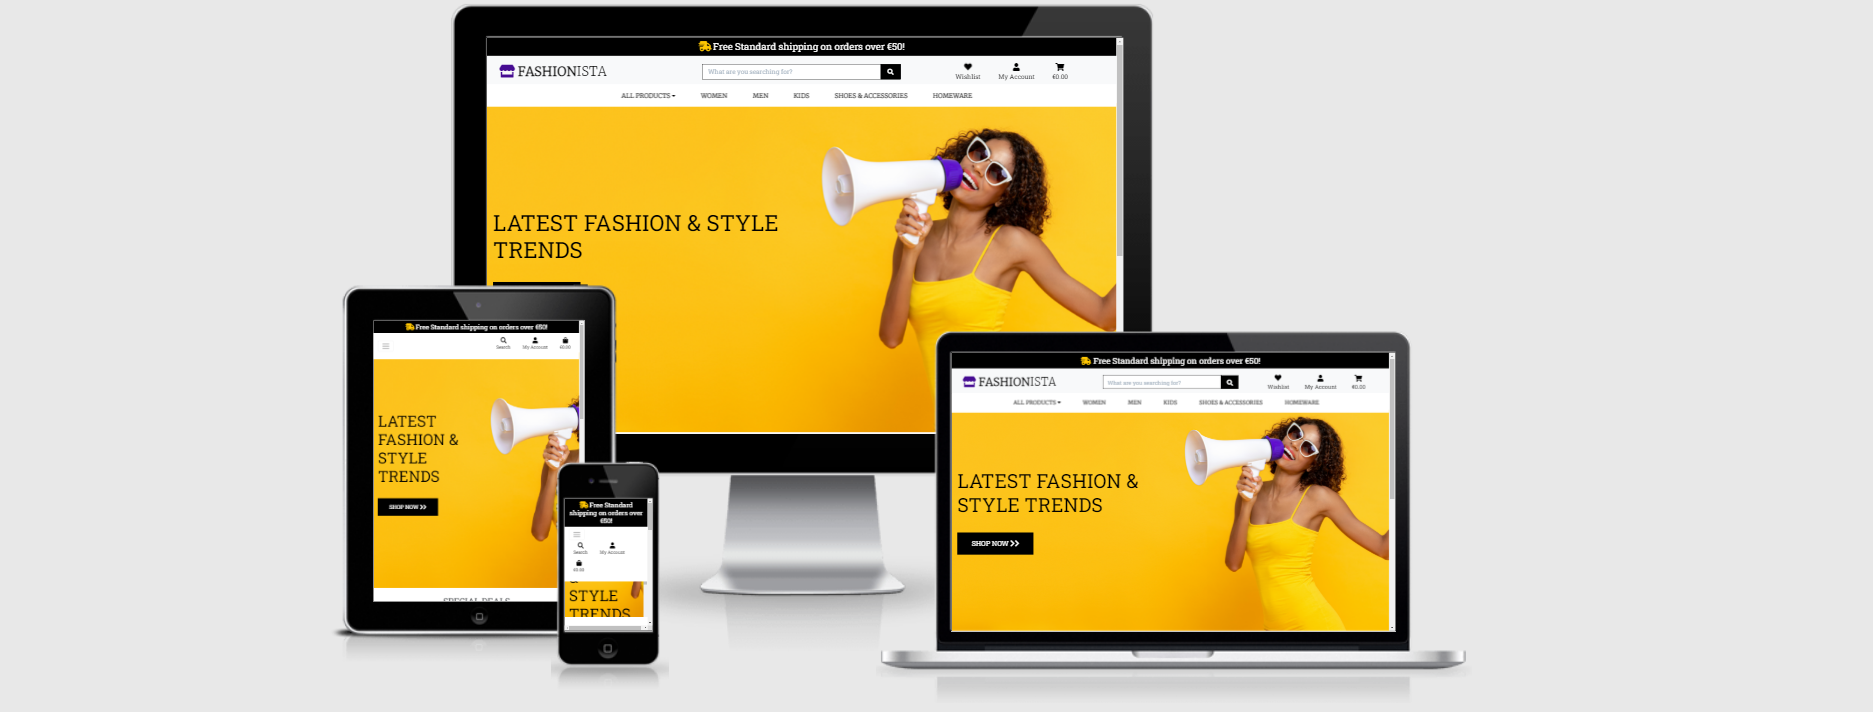 Free Standard shipping on orders over €50!
FASHIONISTA
What are you searching for?
Wishlist
My Account
€0.00
ALL PRODUCTS
WOMEN
MEN
KIDS
SHOES & ACCESSORIES
HOMEWARE
LATEST FASHION & STYLE
TRENDS
Free Standard shipping on orders over €50!
Search
My Account
€0.00
LATEST
FASHION &
STYLE
TRENDS
SHOP NOW
SPECIAL DEALS
Free Standard
shipping on orders over
€50!
Search
My Account
€0.00
&
STYLE
TRENDS
Free Standard shipping on orders over €50!
FASHIONISTA
What are you searching for?
Wishlist
My Account
€0.00
ALL PRODUCTS
WOMEN
MEN
KIDS
SHOES & ACCESSORIES
HOMEWARE
LATEST FASHION &
STYLE TRENDS
SHOP NOW